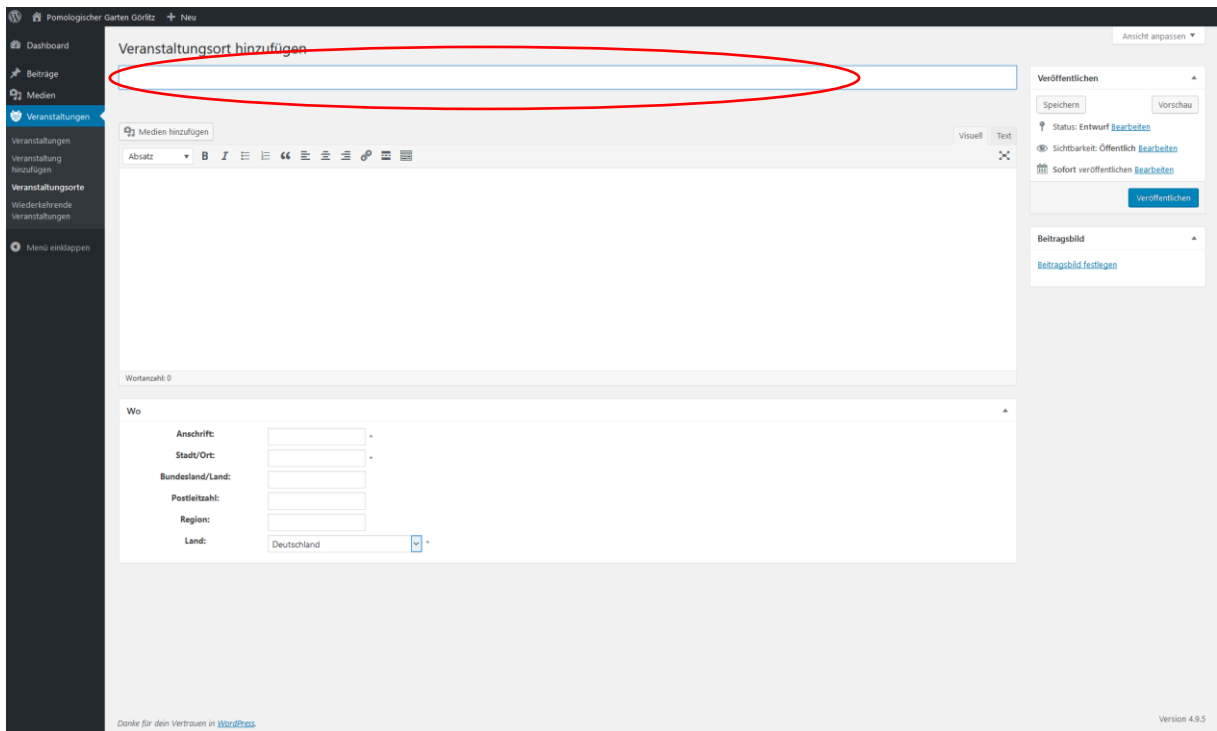 Pomologischer Garten Görlitz + Neu
Dashboard
Beiträge
Medien
Veranstaltungen
Veranstaltungen
Veranstaltung
hinzufügen
Veranstaltungsorte
Wiederkehrende
Veranstaltungen
Menü einklappen
Ansicht anpassen ▼
Veranstaltungsort hinzufügen
Medien hinzufügen
Visuell Text
Absatz B I
Wortanzahl: 0
Wo
Anschrift: *
Stadt/Ort: *
Bundesland/Land:
Postleitzahl:
Region:
Land: Deutschland *
Veröffentlichen
Speichern Vorschau
Status: Entwurf Bearbeiten
Sichtbarkeit: Öffentlich Bearbeiten
Sofort veröffentlichen Bearbeiten
Veröffentlichen
Beitragsbild
Beitragsbild festlegen
Danke für dein Vertrauen in WordPress.
Version 4.9.5